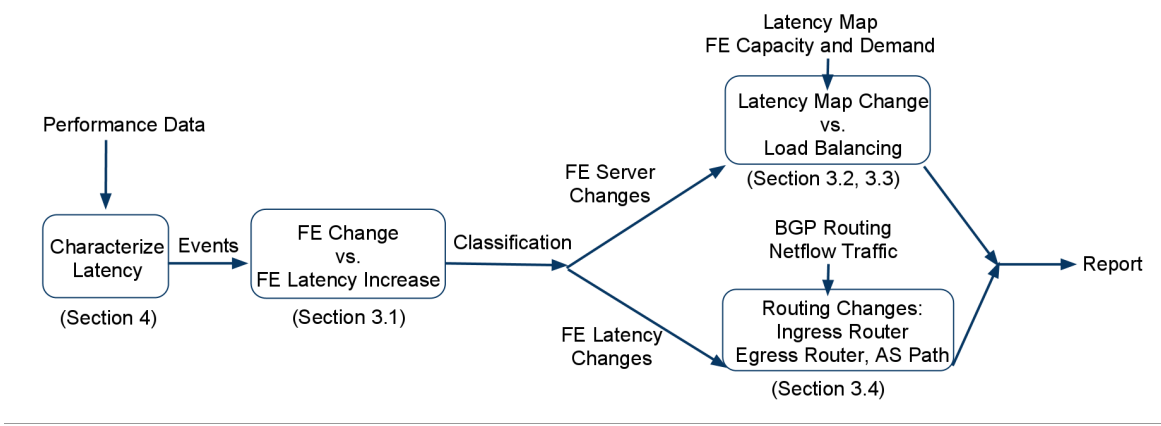 Latency Map
FE Capacity and Demand
Latency Map Change
vs.
Load Balancing
(Section 3.2, 3.3)
Performance Data
Characterize
Latency
(Section 4)
Events
FE Change
vs.
FE Latency Increase
(Section 3.1)
Classification
FE Server
Changes
FE Latency
Changes
BGP Routing
Netflow Traffic
Routing Changes:
Ingress Router
Egress Router, AS Path
(Section 3.4)
Report